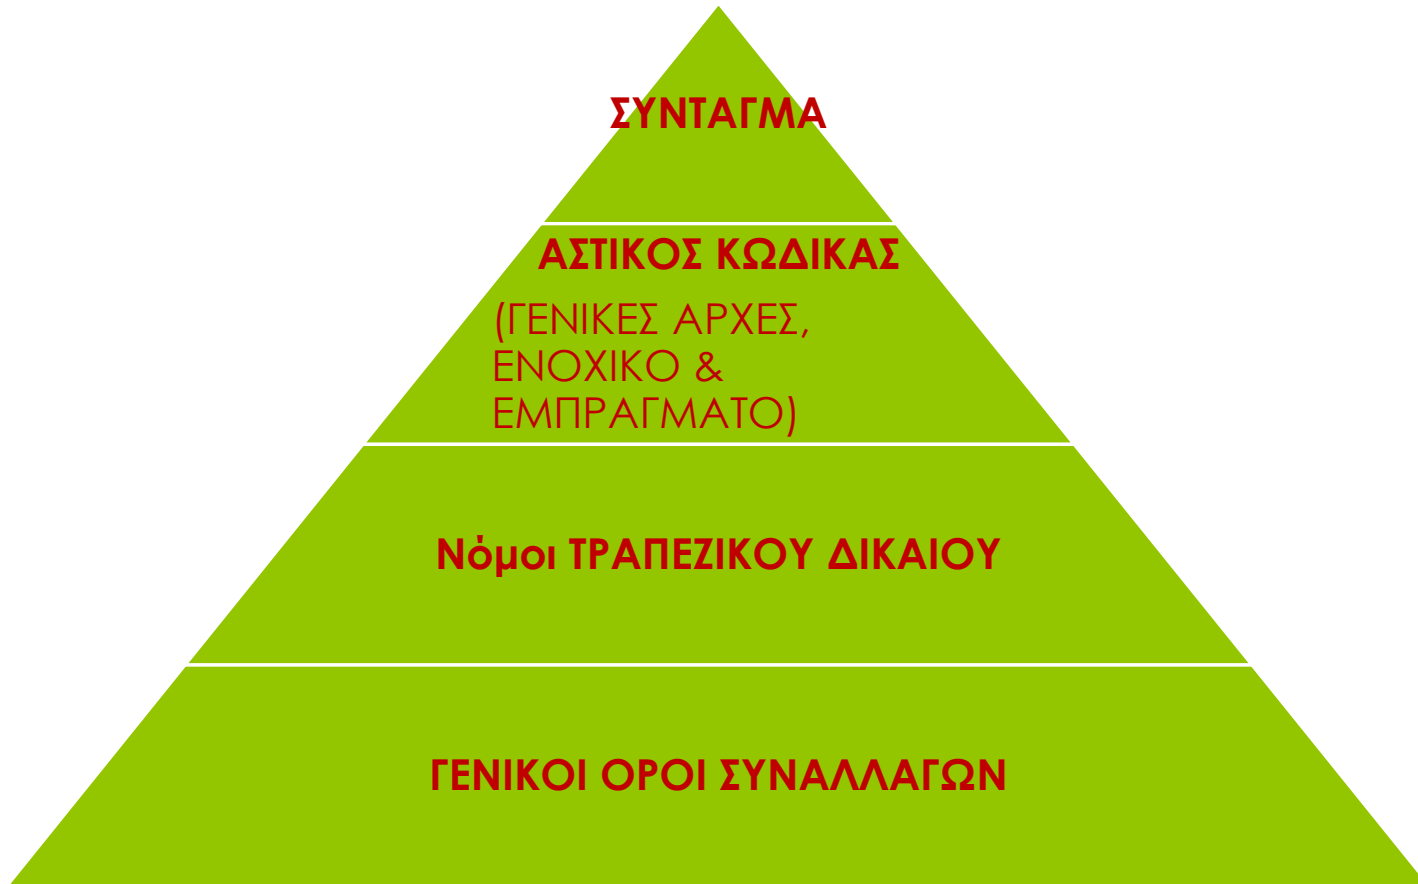 ΣΥΝΤΑΓΜΑ
ΑΣΤΙΚΟΣ ΚΩΔΙΚΑΣ
(ΓΕΝΙΚΕΣ ΑΡΧΕΣ,
ΕΝΟΧΙΚΟ &
ΕΜΠΡΑΓΜΑΤΟ)
Νόμοι ΤΡΑΠΕΖΙΚΟΥ ΔΙΚΑΙΟΥ
ΓΕΝΙΚΟΙ ΟΡΟΙ ΣΥΝΑΛΛΑΓΩΝ